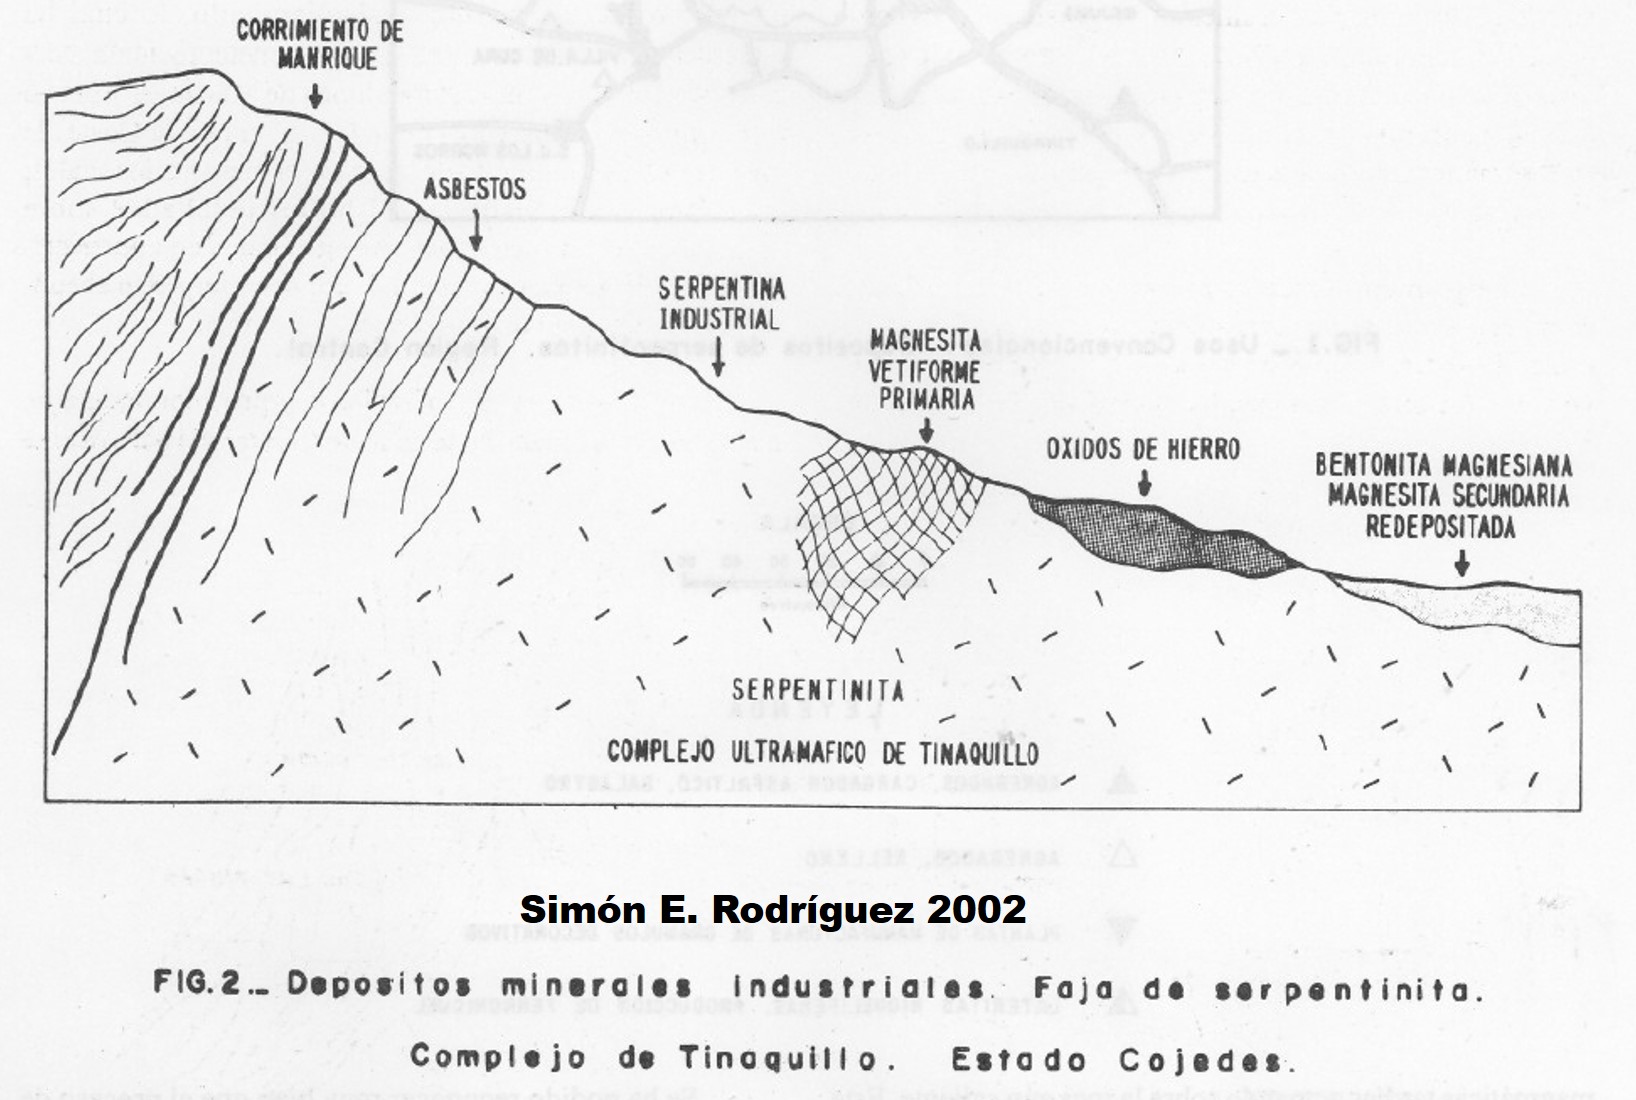 CORRIMIENTO DE
MANRIQUE
ASBESTOS
SERPENTINA
INDUSTRIAL
MAGNESITA
VETIFORME
PRIMARIA
OXIDOS DE HIERRO
BENTONITA MAGNESIANA
MAGNESITA SECUNDARIA
REDEPOSITADA
SERPENTINITA
COMPLEJO ULTRAMAFICO DE TINAQUILLO
Simón E. Rodríguez 2002
FIG.2._ Depositos minerales industriales. Faja de serpentinita.
Complejo de Tinaquillo. Estado Cojedes.